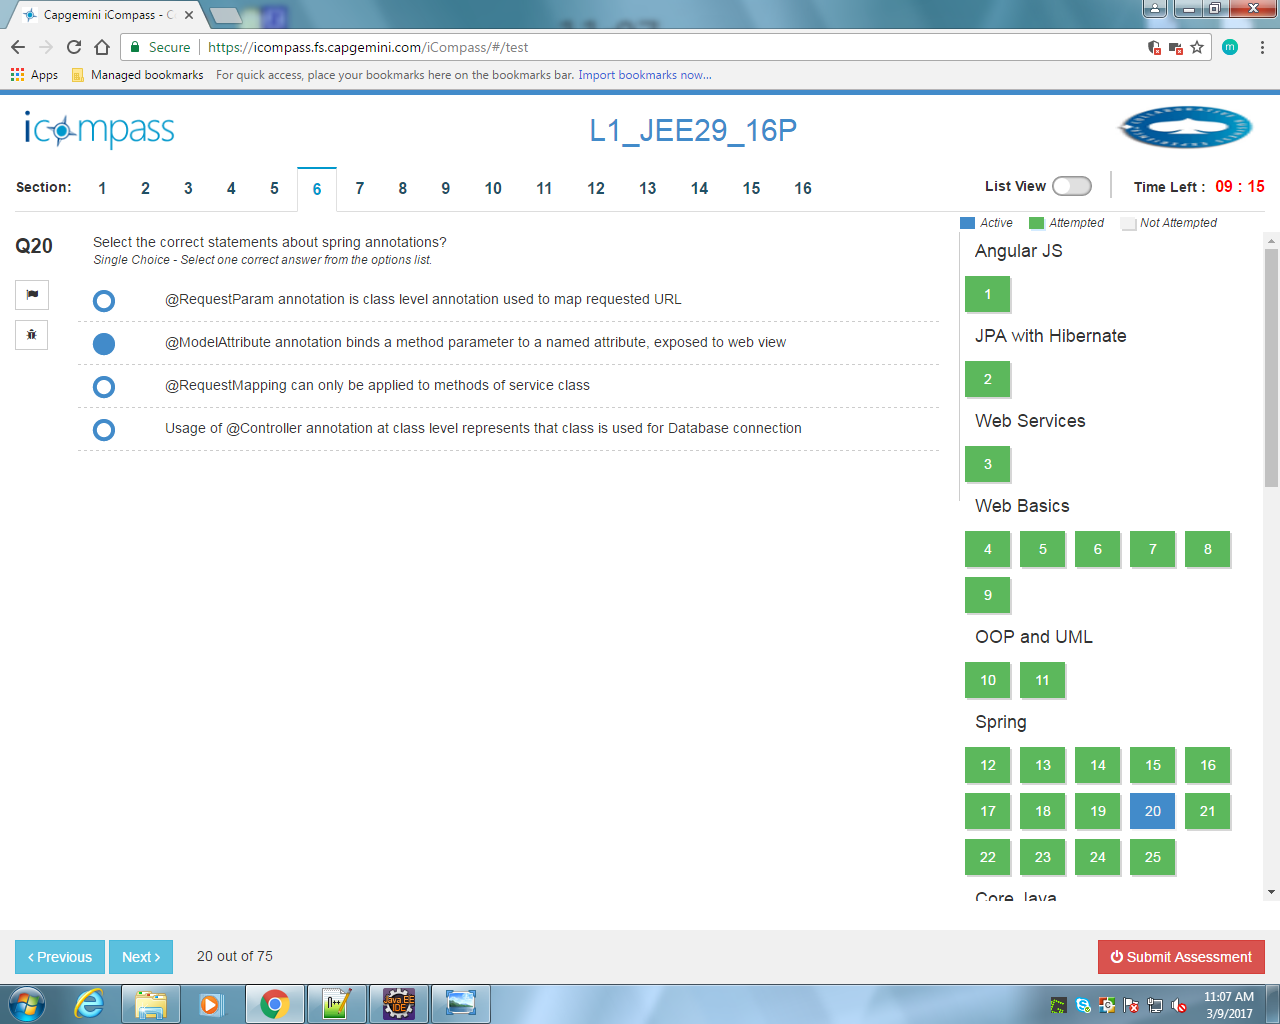 Capgemini iCompass - C
Secure
https://icompass.fs.capgemini.com/iCompass/#/test
m
Apps
Managed bookmarks
For quick access, place your bookmarks here on the bookmarks bar. Import bookmarks now...
icompass
L1_JEE29_16P
Section: 1 2 3 4 5 6 7 8 9 10 11 12 13 14 15 16
List View
Time Left : 09 : 15
Active Attempted Not Attempted
Q20
Select the correct statements about spring annotations?
Single Choice - Select one correct answer from the options list.
@RequestParam annotation is class level annotation used to map requested URL
@ModelAttribute annotation binds a method parameter to a named attribute, exposed to web view
@RequestMapping can only be applied to methods of service class
Usage of @Controller annotation at class level represents that class is used for Database connection
Angular JS
1
JPA with Hibernate
2
Web Services
3
Web Basics
4 5 6 7 8
9
OOP and UML
10 11
Spring
12 13 14 15 16
17 18 19 20 21
22 23 24 25
Core Java
‹ Previous
Next ›
20 out of 75
Submit Assessment
Java EE
IDE
11:07 AM
3/9/2017